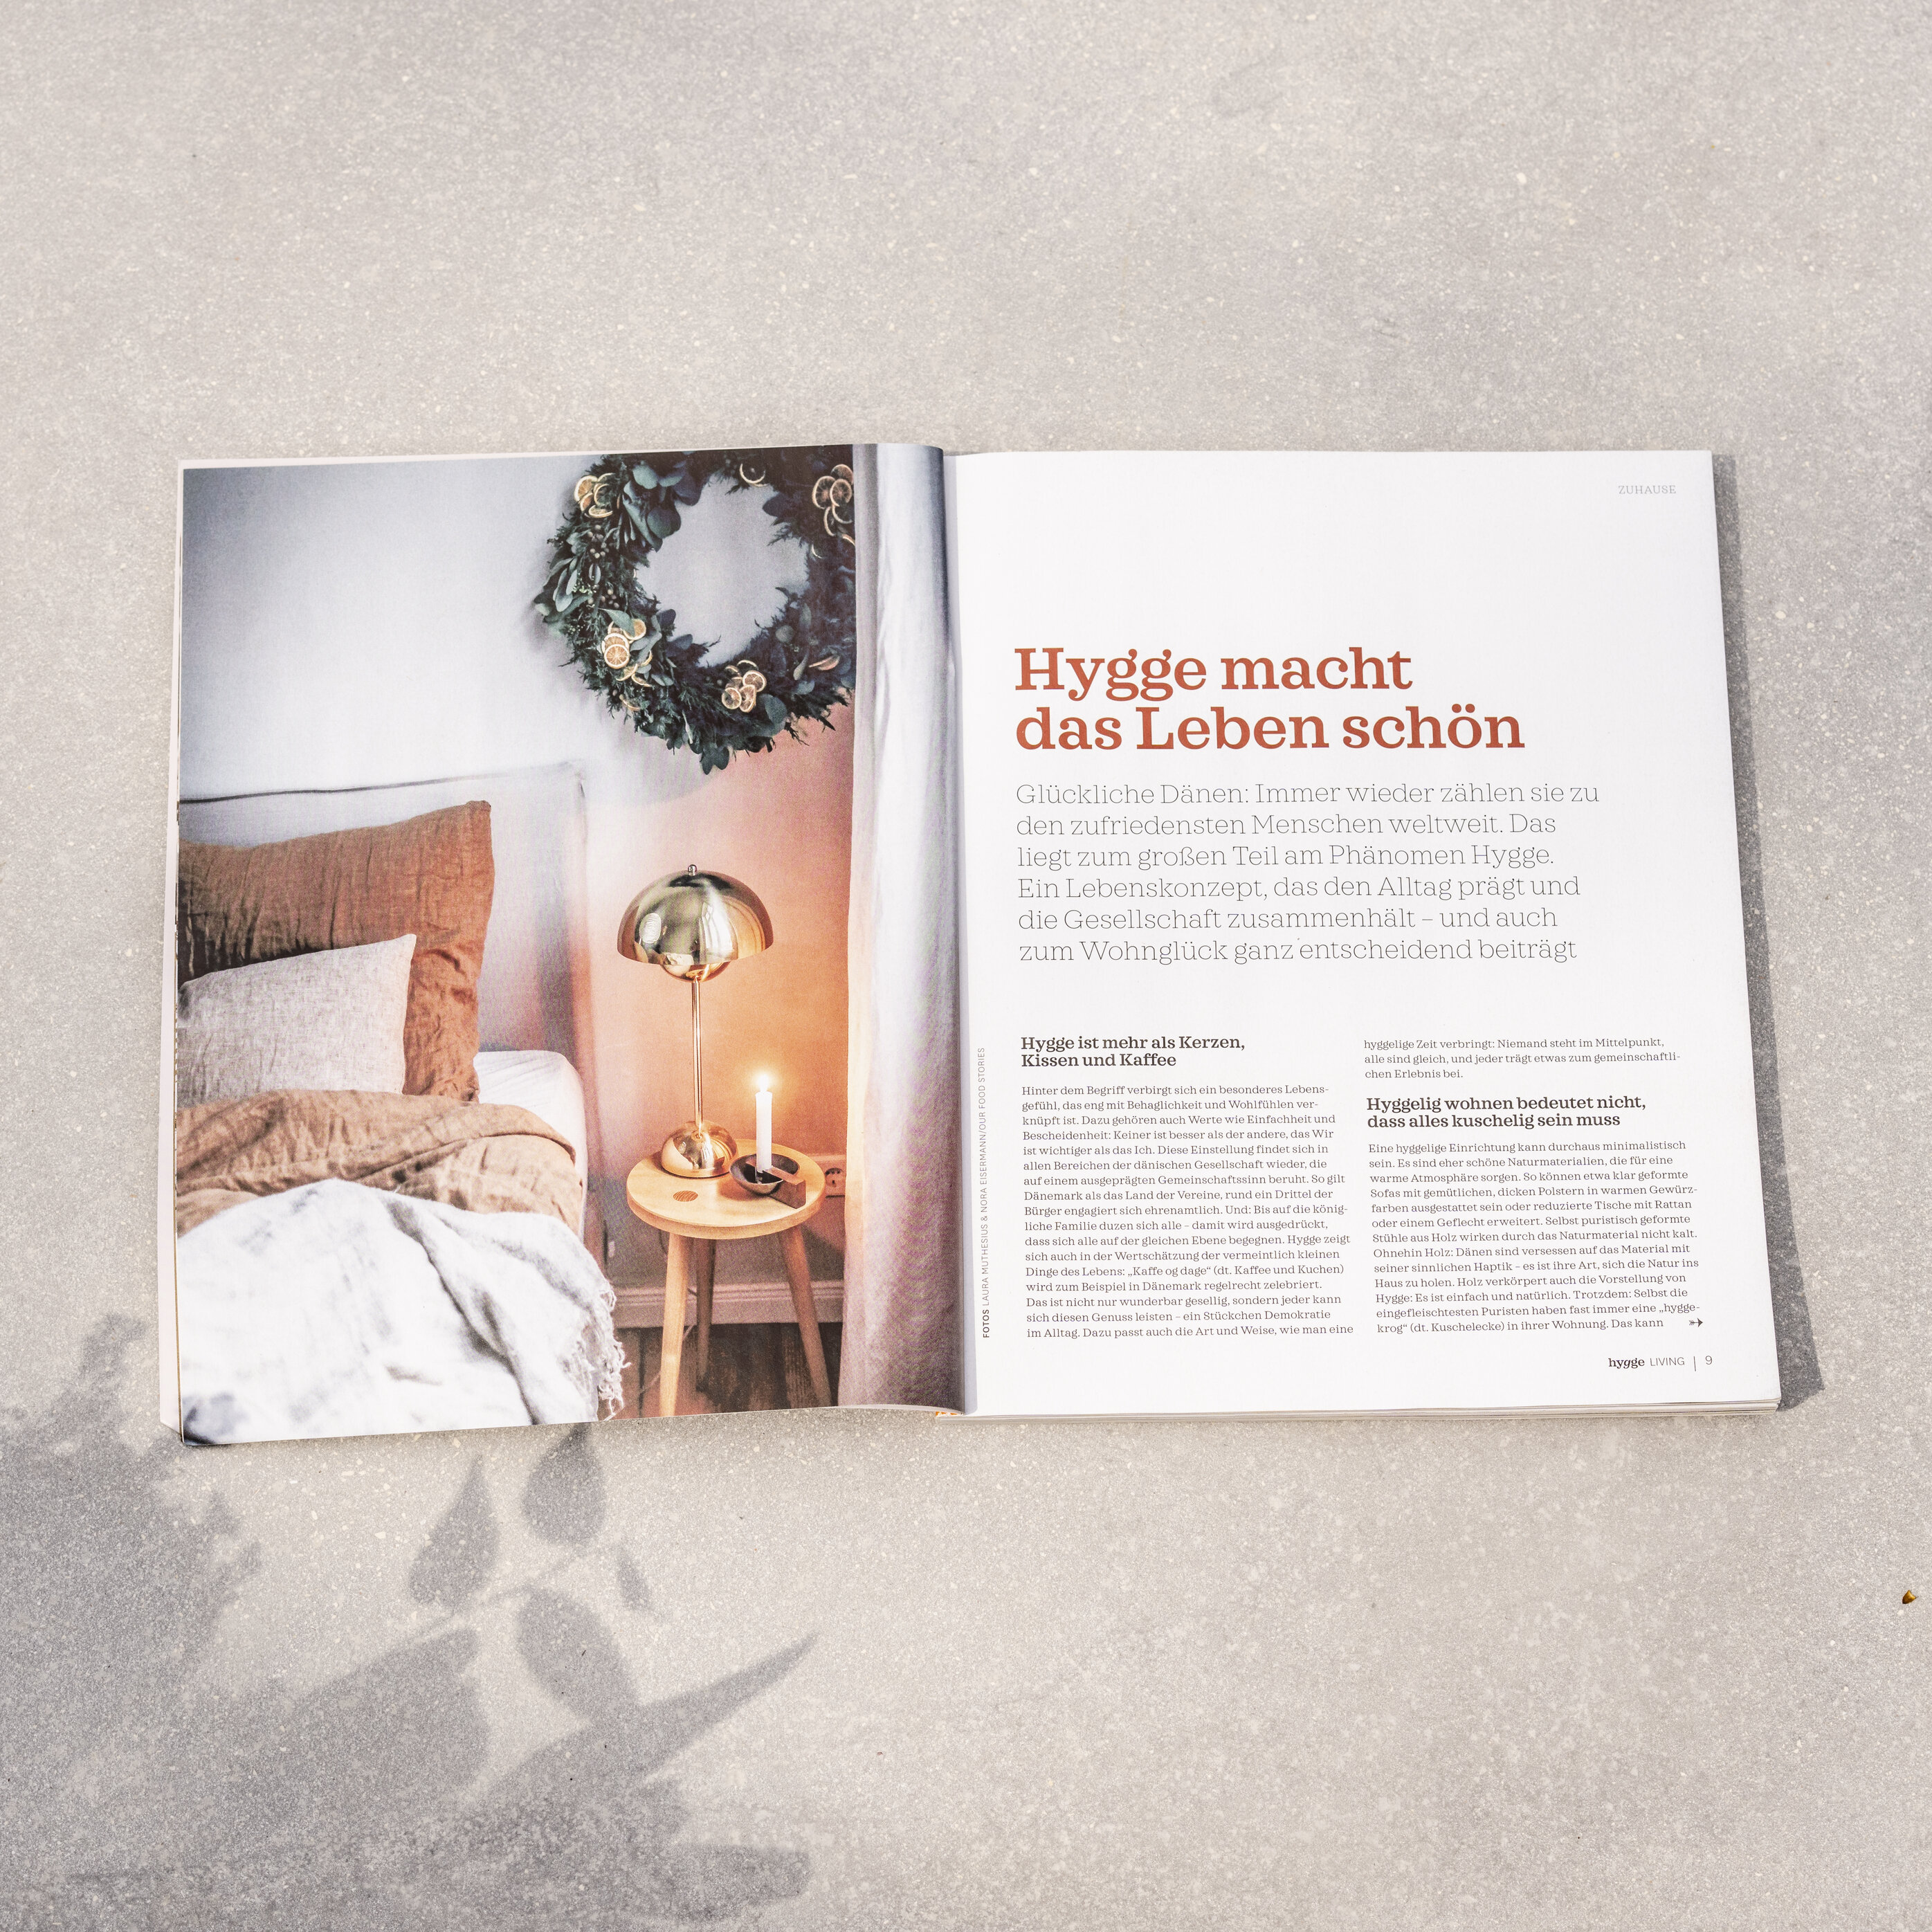 ZUHAUSE
Hygge macht
das Leben schön
Glückliche Dänen: Immer wieder zählen sie zu
den zufriedensten Menschen weltweit. Das
liegt zum großen Teil am Phänomen Hygge.
Ein Lebenskonzept, das den Alltag prägt und
die Gesellschaft zusammenhält – und auch
zum Wohnglück ganz entscheidend beiträgt
Hygge ist mehr als Kerzen,
Kissen und Kaffee
Hinter dem Begriff verbirgt sich ein besonderes Lebens-
gefühl, das eng mit Behaglichkeit und Wohlfühlen ver-
knüpft ist. Dazu gehören auch Werte wie Einfachheit und
Bescheidenheit: Keiner ist besser als der andere, das Wir
ist wichtiger als das Ich. Diese Einstellung findet sich in
allen Bereichen der dänischen Gesellschaft wieder, die
auf einem ausgeprägten Gemeinschaftssinn beruht. So gilt
Dänemark als das Land der Vereine, rund ein Drittel der
Bürger engagiert sich ehrenamtlich. Und: Bis auf die könig-
liche Familie duzen sich alle – damit wird ausgedrückt,
dass sich alle auf der gleichen Ebene begegnen. Hygge zeigt
sich auch in der Wertschätzung der vermeintlich kleinen
Dinge des Lebens: „Kaffe og dage“ (dt. Kaffee und Kuchen)
wird zum Beispiel in Dänemark regelrecht zelebriert.
Das ist nicht nur wunderbar gesellig, sondern jeder kann
sich diesen Genuss leisten – ein Stückchen Demokratie
im Alltag. Dazu passt auch die Art und Weise, wie man eine
hyggelige Zeit verbringt: Niemand steht im Mittelpunkt,
alle sind gleich, und jeder trägt etwas zum gemeinschaftli-
chen Erlebnis bei.
Hyggelig wohnen bedeutet nicht,
dass alles kuschelig sein muss
Eine hyggelige Einrichtung kann durchaus minimalistisch
sein. Es sind eher schöne Naturmaterialien, die für eine
warme Atmosphäre sorgen. So können etwa klar geformte
Sofas mit gemütlichen, dicken Polstern in warmen Gewürz-
farben ausgestattet sein oder reduzierte Tische mit Rattan
oder einem Geflecht erweitert. Selbst puristisch geformte
Stühle aus Holz wirken durch das Naturmaterial nicht kalt.
Ohnehin Holz: Dänen sind versessen auf das Material mit
seiner sinnlichen Haptik – es ist ihre Art, sich die Natur ins
Haus zu holen. Holz verkörpert auch die Vorstellung von
Hygge: Es ist einfach und natürlich. Trotzdem: Selbst die
eingefleischtesten Puristen haben fast immer eine „hygge-
krog“ (dt. Kuschelecke) in ihrer Wohnung. Das kann
FOTOS LAURA MUTHESIUS & NORA EISERMANN/OUR FOOD STORIES
hygge LIVING | 9